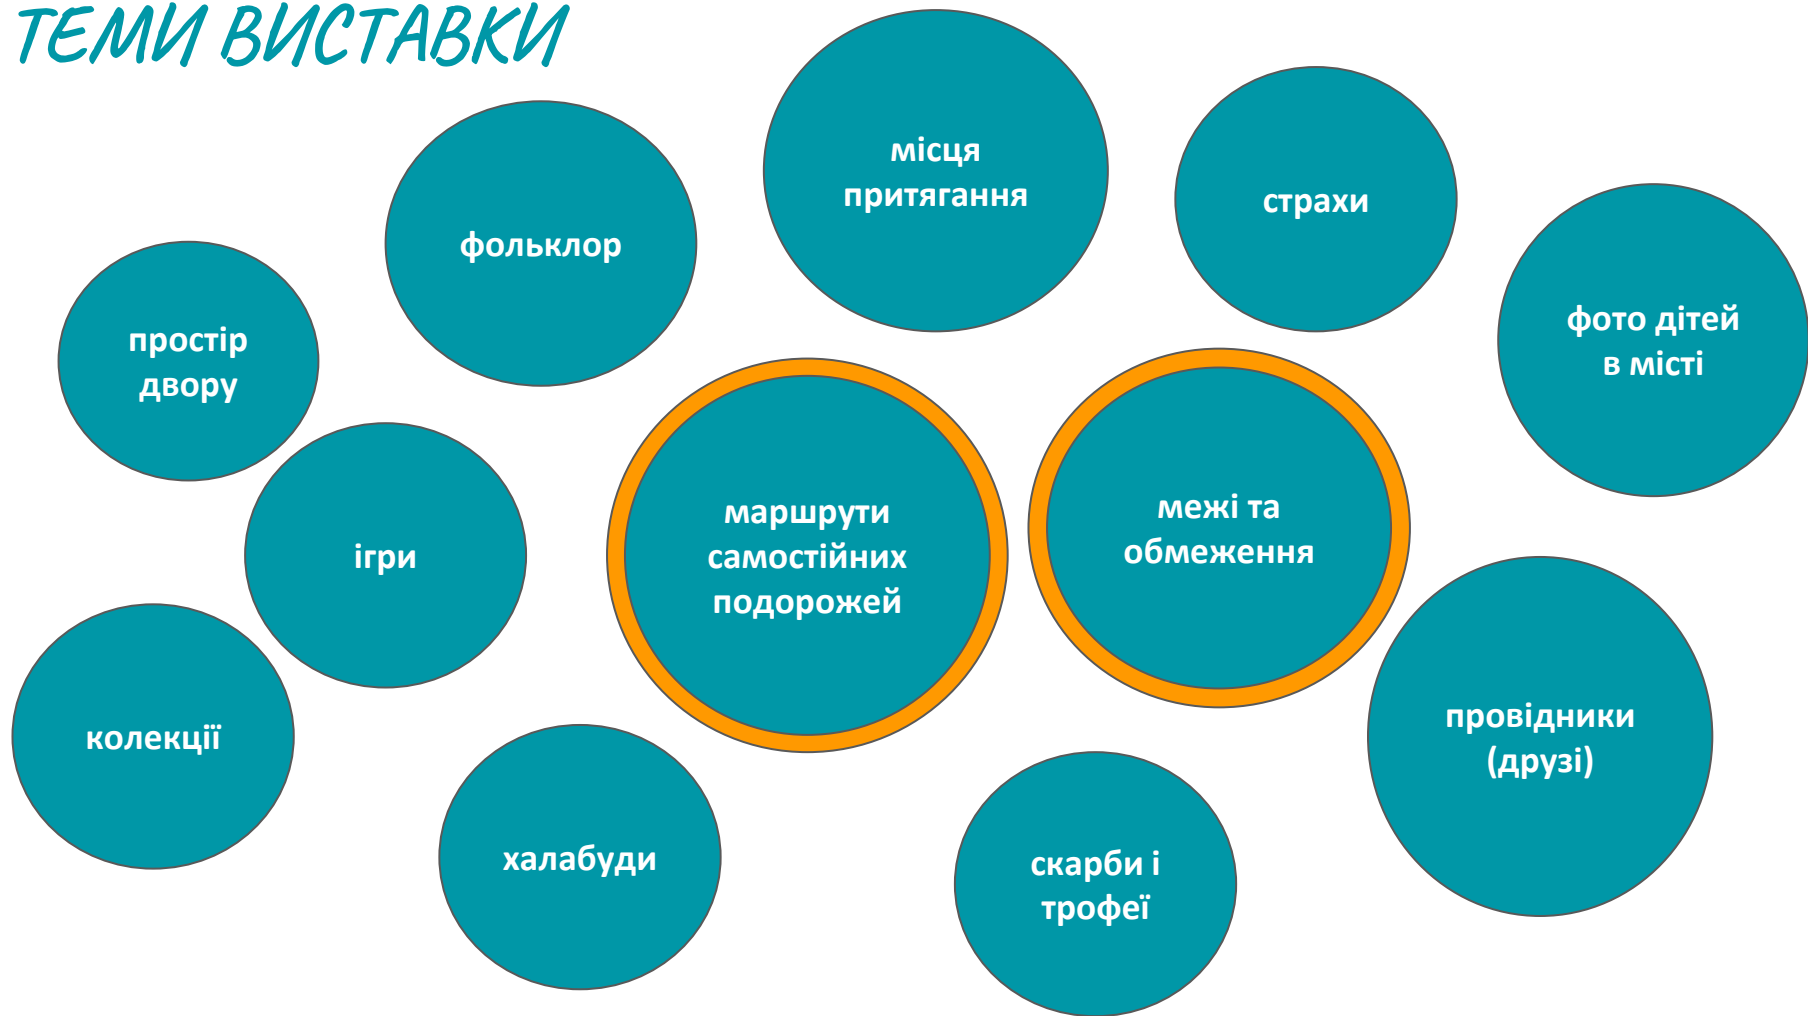 ТЕМИ ВИСТАВКИ
місця
притягання
страхи
фольклор
фото дітей
в місті
простір
двору
маршрути
самостійних
подорожей
межі та
обмеження
ігри
колекції
провідники
(друзі)
халабуди
скарби і
трофеї